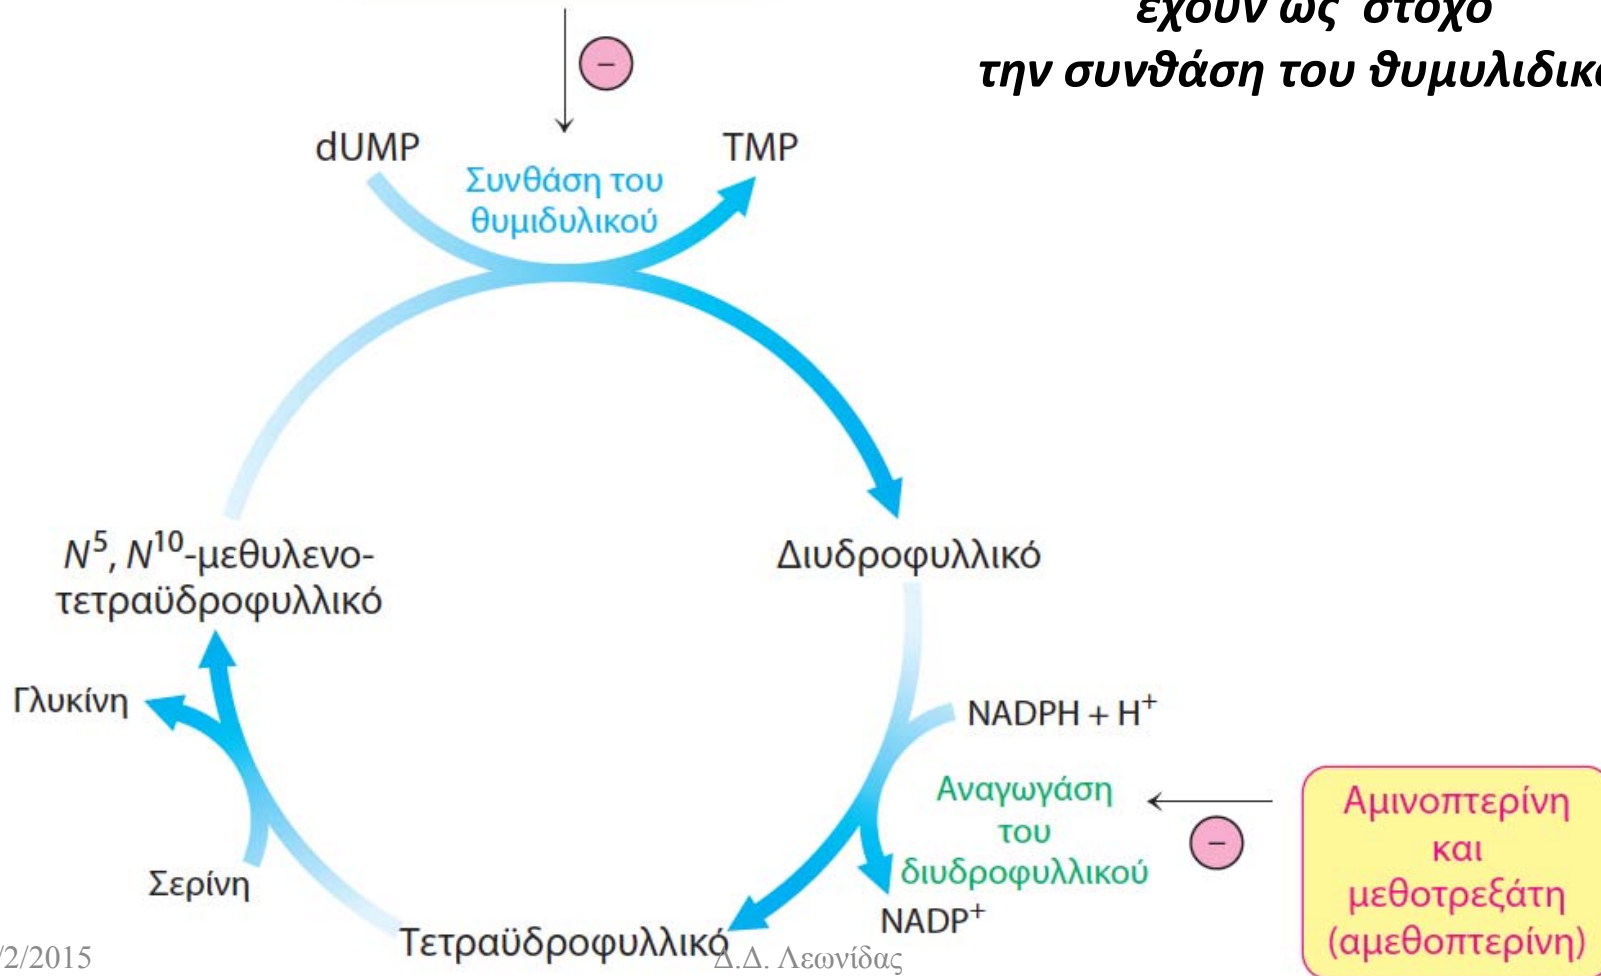 έχουν ως στόχο
την συνθάση του θυμυλιδικο
−
dUMP
TMP
Συνθάση του
θυμιδυλικού
N⁵, N¹⁰-μεθυλενο-
τετραϋδροφυλλικό
Διυδροφυλλικό
Γλυκίνη
NADPH + H⁺
Αναγωγάση
του
διυδροφυλλικού
−
Αμινοπτερίνη
και
μεθοτρεξάτη
(αμεθοπτερίνη)
Σερίνη
NADP⁺
Τετραϋδροφυλλικό
/2/2015
Δ.Δ. Λεωνίδας